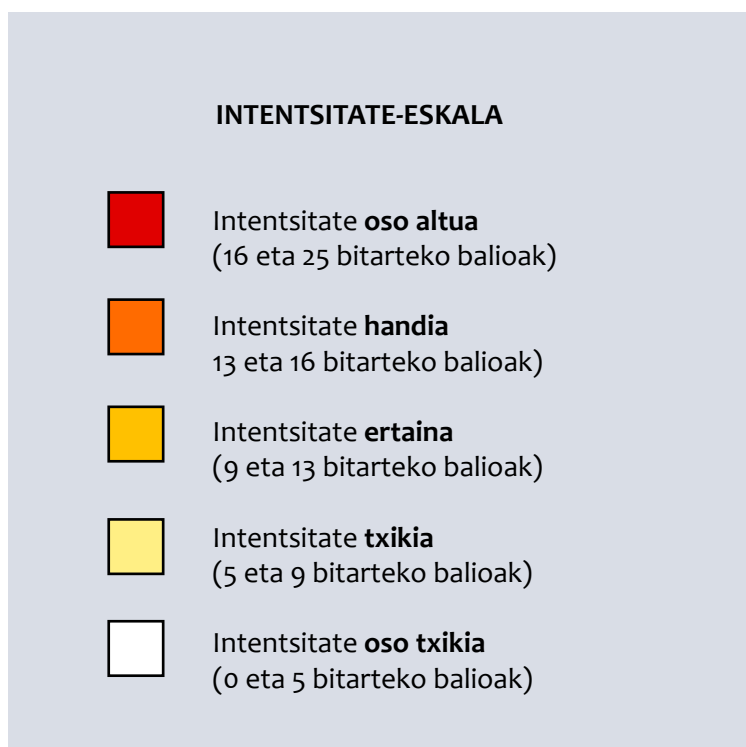 INTENTSITATE-ESKALA
Intentsitate oso altua
(16 eta 25 bitarteko balioak)
Intentsitate handia
13 eta 16 bitarteko balioak)
Intentsitate ertaina
(9 eta 13 bitarteko balioak)
Intentsitate txikia
(5 eta 9 bitarteko balioak)
Intentsitate oso txikia
(0 eta 5 bitarteko balioak)